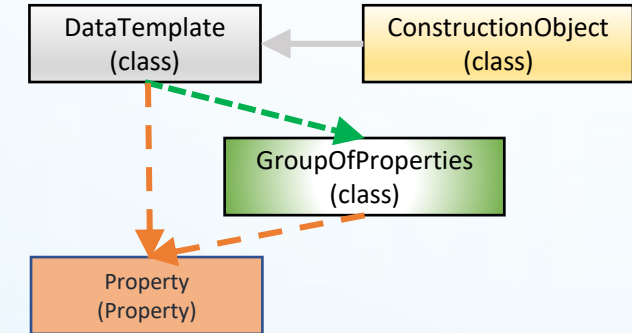 DataTemplate
(class)
ConstructionObject
(class)
GroupOfProperties
(class)
Property
(Property)